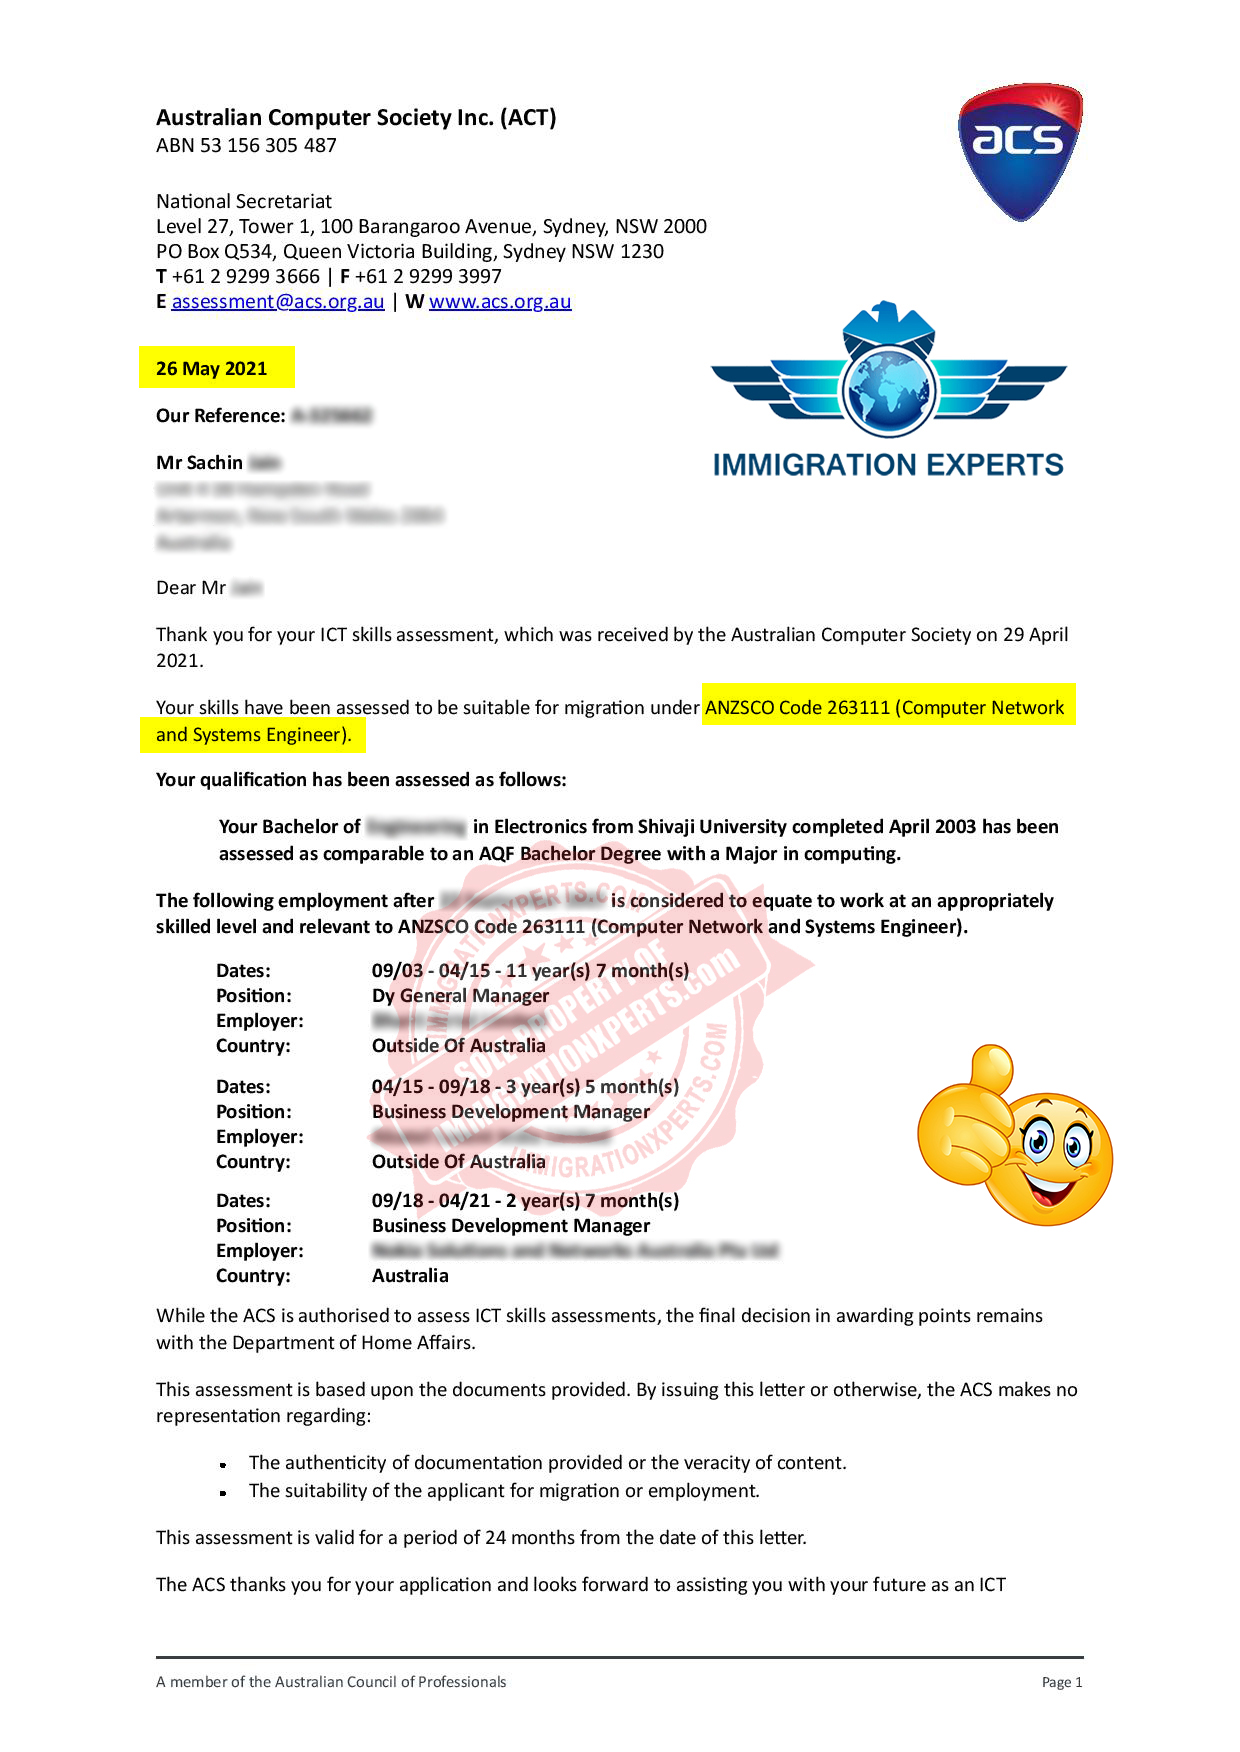 Australian Computer Society Inc. (ACT)
ABN 53 156 305 487
acs
National Secretariat
Level 27, Tower 1, 100 Barangaroo Avenue, Sydney, NSW 2000
PO Box Q534, Queen Victoria Building, Sydney NSW 1230
T +61 2 9299 3666 | F +61 2 9299 3997
E assessment@acs.org.au | W www.acs.org.au
26 May 2021
IMMIGRATION EXPERTS
Our Reference:
Mr Sachin
Dear Mr
Thank you for your ICT skills assessment, which was received by the Australian Computer Society on 29 April
2021.
Your skills have been assessed to be suitable for migration under ANZSCO Code 263111 (Computer Network
and Systems Engineer).
Your qualification has been assessed as follows:
Your Bachelor of in Electronics from Shivaji University completed April 2003 has been
assessed as comparable to an AQF Bachelor Degree with a Major in computing.
The following employment after is considered to equate to work at an appropriately
skilled level and relevant to ANZSCO Code 263111 (Computer Network and Systems Engineer).
Dates: 09/03 - 04/15 - 11 year(s) 7 month(s)
Position: Dy General Manager
Employer:
Country: Outside Of Australia
Dates: 04/15 - 09/18 - 3 year(s) 5 month(s)
Position: Business Development Manager
Employer:
Country: Outside Of Australia
Dates: 09/18 - 04/21 - 2 year(s) 7 month(s)
Position: Business Development Manager
Employer:
Country: Australia
IMMIGRATIONXPERTS.COM
SOLE PROPERTY OF
IMMIGRATIONXPERTS.com
IMMIGRATIONXPERTS.COM
While the ACS is authorised to assess ICT skills assessments, the final decision in awarding points remains
with the Department of Home Affairs.
This assessment is based upon the documents provided. By issuing this letter or otherwise, the ACS makes no
representation regarding:
▪ The authenticity of documentation provided or the veracity of content.
▪ The suitability of the applicant for migration or employment.
This assessment is valid for a period of 24 months from the date of this letter.
The ACS thanks you for your application and looks forward to assisting you with your future as an ICT
A member of the Australian Council of Professionals
Page 1